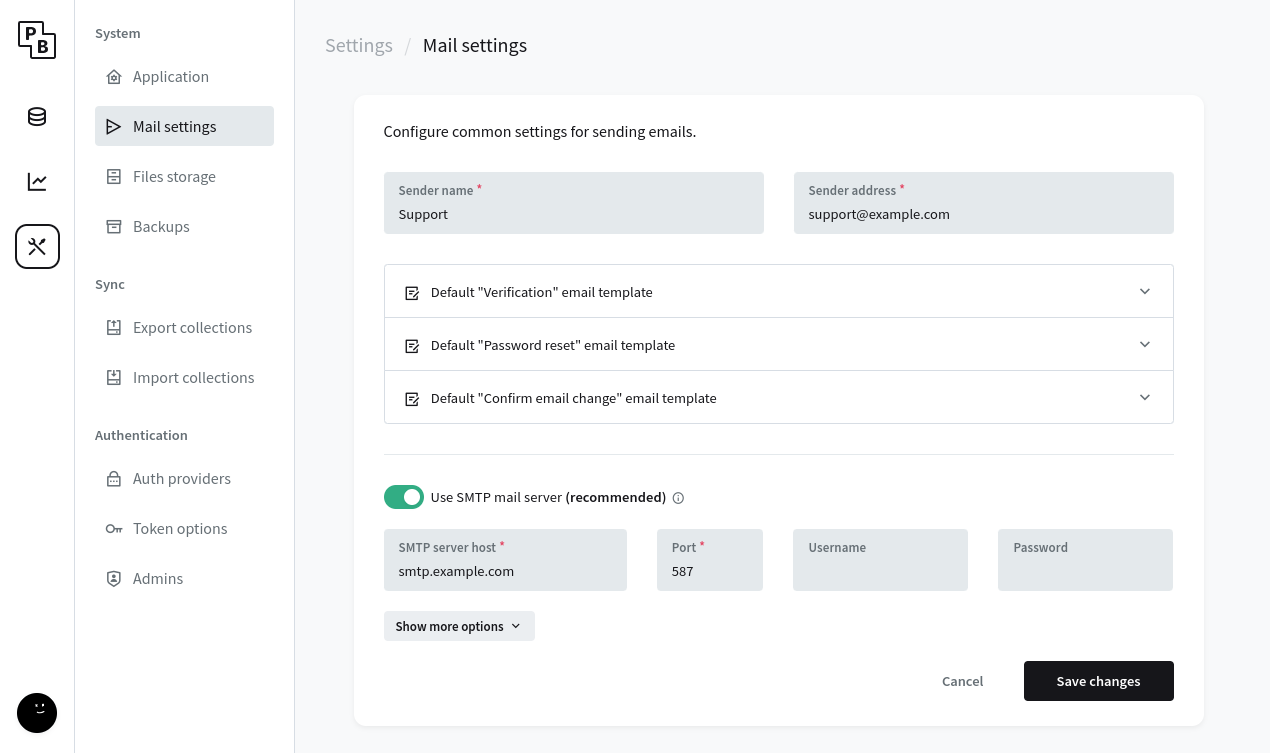 PB
System
Application
Mail settings
Files storage
Backups
Sync
Export collections
Import collections
Authentication
Auth providers
Token options
Admins
Settings / Mail settings
Configure common settings for sending emails.
Sender name *
Support
Sender address *
support@example.com
Default "Verification" email template
Default "Password reset" email template
Default "Confirm email change" email template
Use SMTP mail server (recommended)
SMTP server host *
smtp.example.com
Port *
587
Username
Password
Show more options
Cancel
Save changes